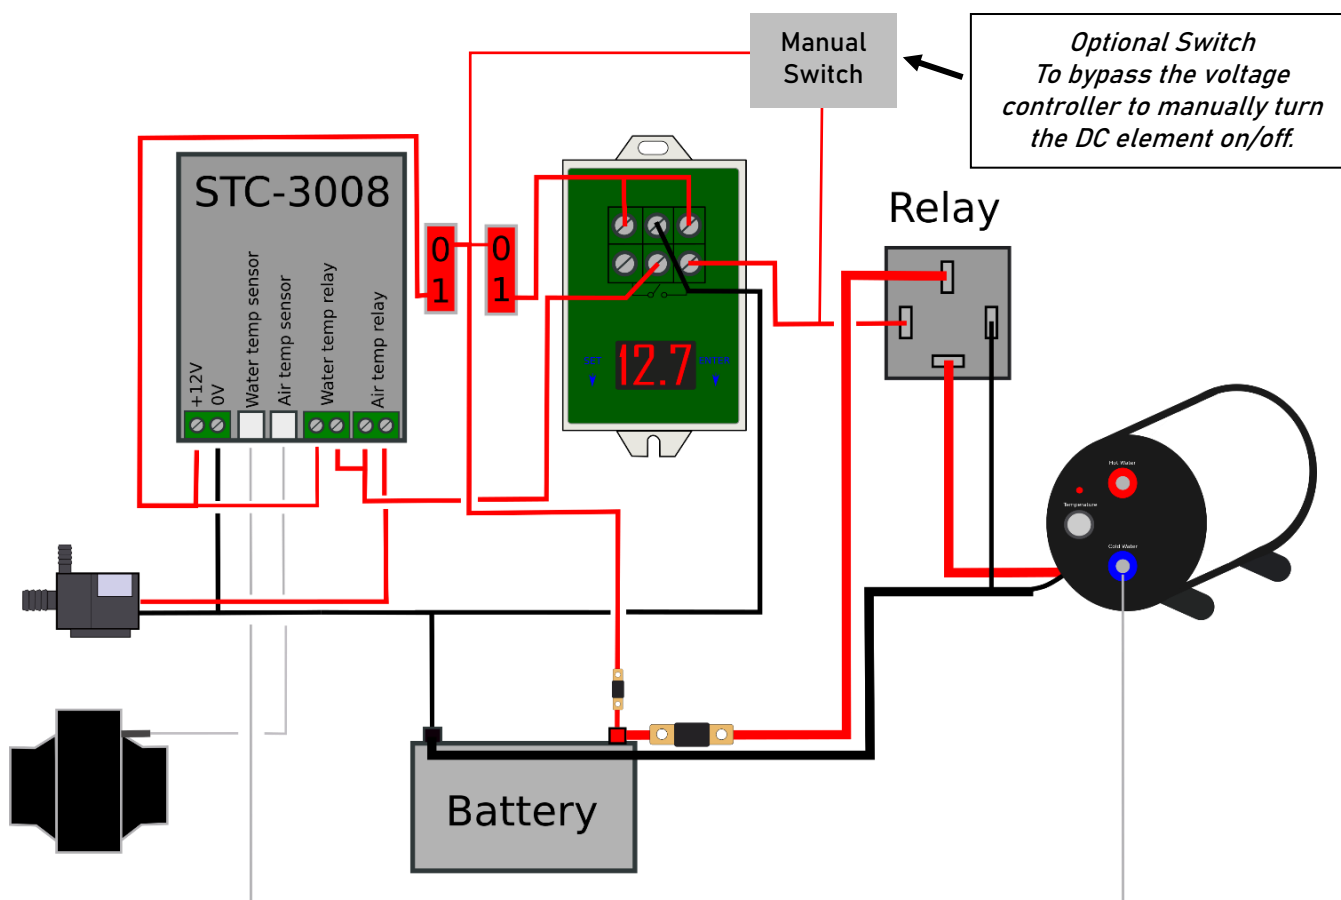 Manual
Switch
Optional Switch
To bypass the voltage
controller to manually turn
the DC element on/off.
STC-3008
+12V
0V
Water temp sensor
Air temp sensor
Water temp relay
Air temp relay
0
1
0
1
SET
12.7
ENTER
Relay
Hot Water
Temperature
Cold Water
Battery